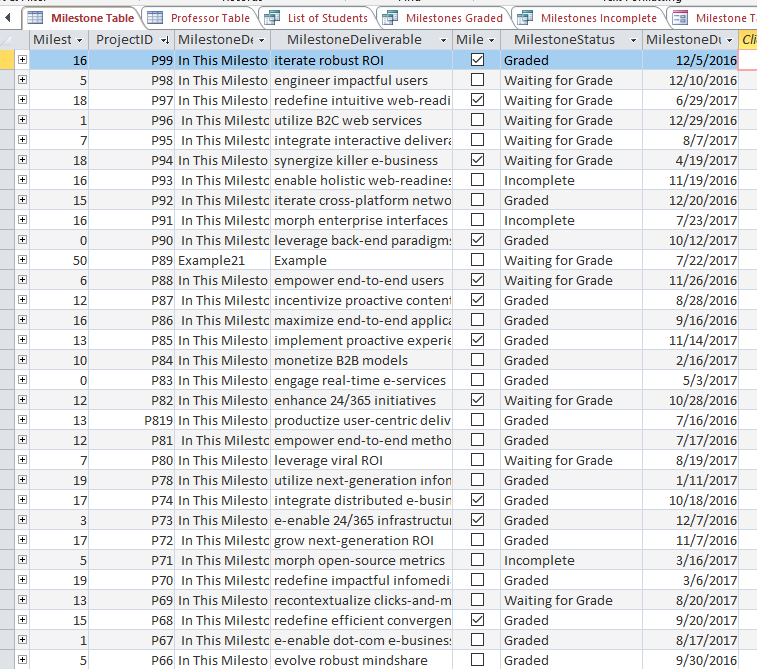 Milestone Table Professor Table List of Students Milestones Graded Milestones Incomplete Milestone T
Milest ProjectID MilestoneDe MilestoneDeliverable Mile MilestoneStatus MilestoneDu Cli
16 P99 In This Milesto iterate robust ROI Graded 12/5/2016
5 P98 In This Milesto engineer impactful users Waiting for Grade 12/10/2016
18 P97 In This Milesto redefine intuitive web-readi Waiting for Grade 6/29/2017
1 P96 In This Milesto utilize B2C web services Waiting for Grade 12/29/2016
7 P95 In This Milesto integrate interactive delivera Waiting for Grade 8/7/2017
18 P94 In This Milesto synergize killer e-business Waiting for Grade 4/19/2017
16 P93 In This Milesto enable holistic web-readines Incomplete 11/19/2016
15 P92 In This Milesto iterate cross-platform netwo Graded 12/20/2016
16 P91 In This Milesto morph enterprise interfaces Incomplete 7/23/2017
0 P90 In This Milesto leverage back-end paradigms Graded 10/12/2017
50 P89 Example21 Example Waiting for Grade 7/22/2017
6 P88 In This Milesto empower end-to-end users Waiting for Grade 11/26/2016
12 P87 In This Milesto incentivize proactive content Graded 8/28/2016
16 P86 In This Milesto maximize end-to-end applica Graded 9/16/2016
13 P85 In This Milesto implement proactive experie Graded 11/14/2017
10 P84 In This Milesto monetize B2B models Graded 2/16/2017
0 P83 In This Milesto engage real-time e-services Graded 5/3/2017
12 P82 In This Milesto enhance 24/365 initiatives Waiting for Grade 10/28/2016
13 P819 In This Milesto productize user-centric deliv Graded 7/16/2016
12 P81 In This Milesto empower end-to-end metho Graded 7/17/2016
7 P80 In This Milesto leverage viral ROI Waiting for Grade 8/19/2017
19 P78 In This Milesto utilize next-generation infon Graded 1/11/2017
17 P74 In This Milesto integrate distributed e-busin Graded 10/18/2016
3 P73 In This Milesto e-enable 24/365 infrastructu Graded 12/7/2016
17 P72 In This Milesto grow next-generation ROI Graded 11/7/2016
5 P71 In This Milesto morph open-source metrics Incomplete 3/16/2017
19 P70 In This Milesto redefine impactful infomedi Graded 3/6/2017
13 P69 In This Milesto recontextualize clicks-and-m Waiting for Grade 8/20/2017
15 P68 In This Milesto redefine efficient convergen Graded 9/20/2017
1 P67 In This Milesto e-enable dot-com e-business Graded 8/17/2017
5 P66 In This Milesto evolve robust mindshare Graded 9/30/2016